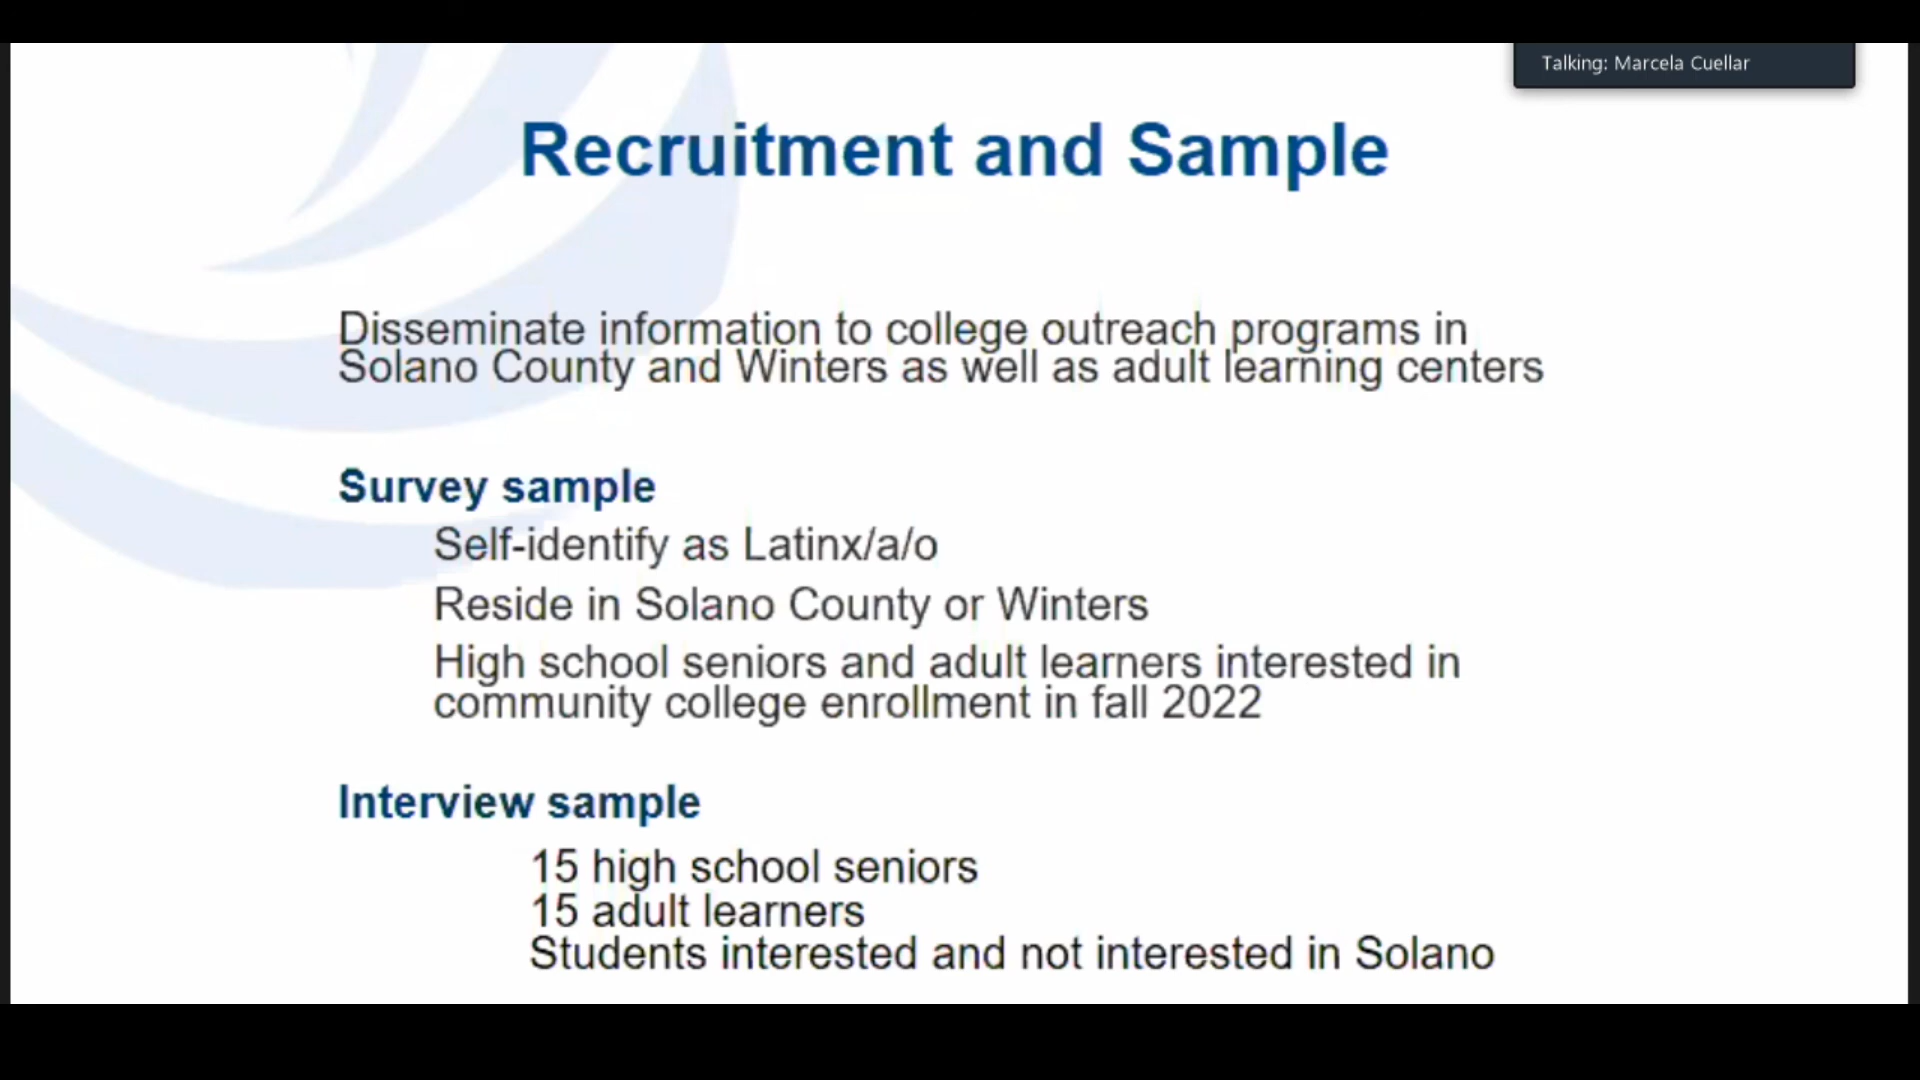 Talking: Marcela Cuellar
Recruitment and Sample
Disseminate information to college outreach programs in
Solano County and Winters as well as adult learning centers
Survey sample
Self-identify as Latinx/a/o
Reside in Solano County or Winters
High school seniors and adult learners interested in
community college enrollment in fall 2022
Interview sample
15 high school seniors
15 adult learners
Students interested and not interested in Solano